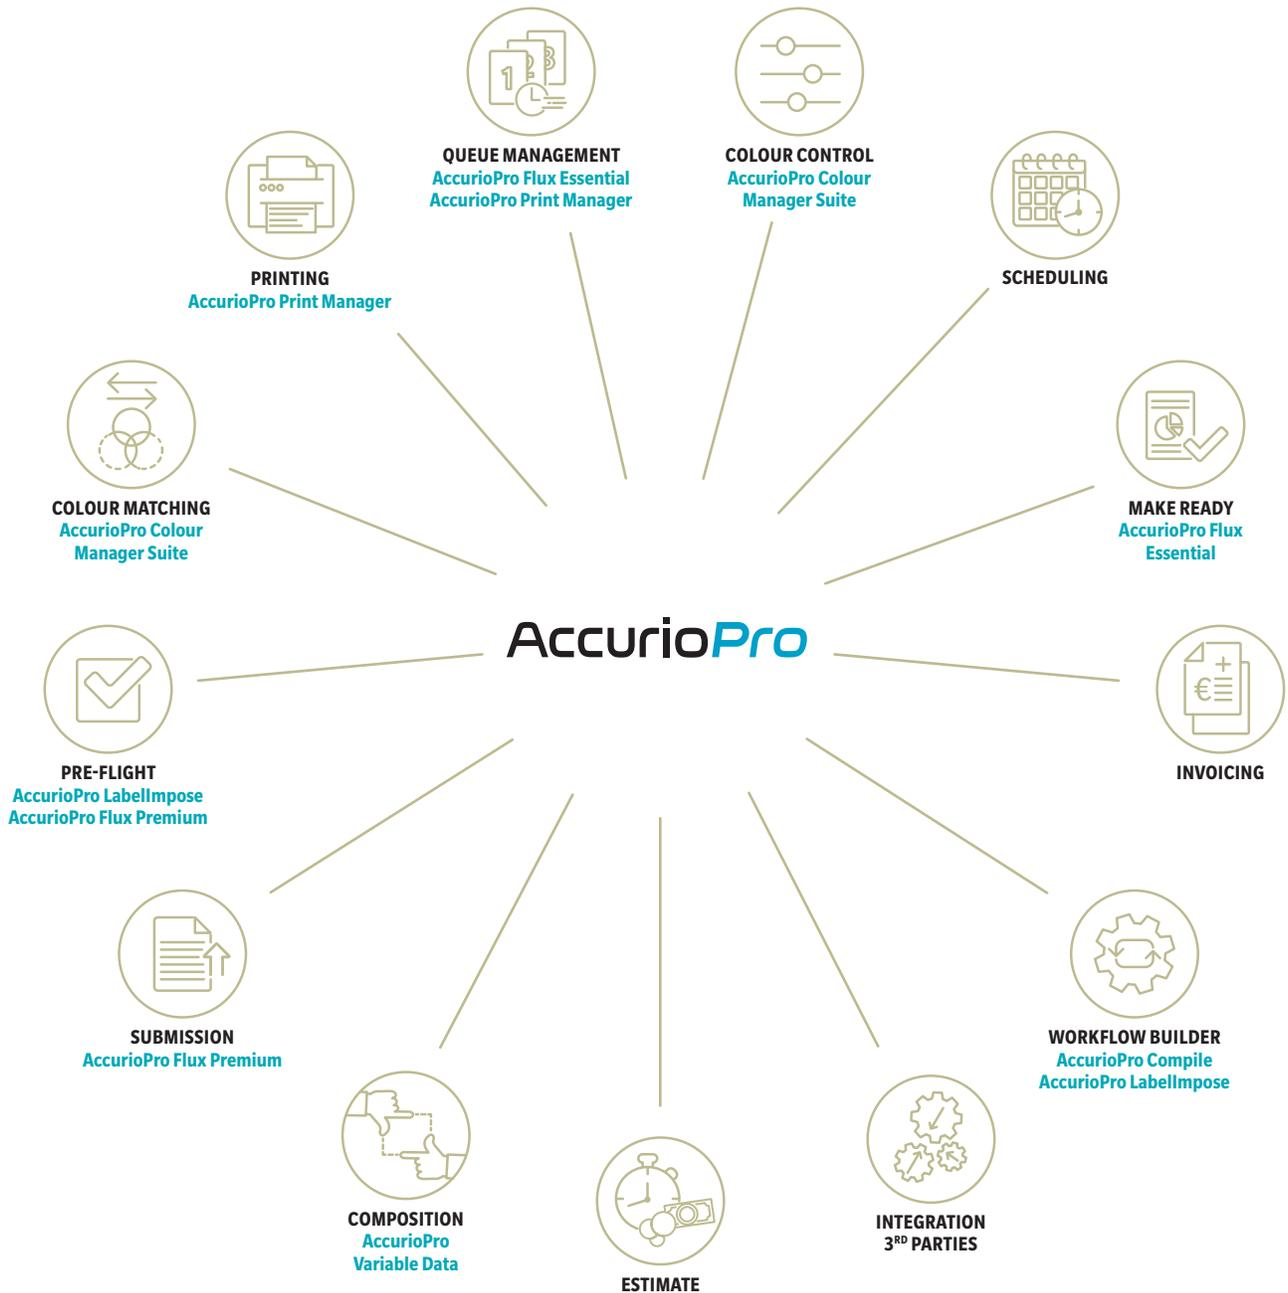 1
2
3
QUEUE MANAGEMENT
AccurioPro Flux Essential
AccurioPro Print Manager
COLOUR CONTROL
AccurioPro Colour
Manager Suite
PRINTING
AccurioPro Print Manager
SCHEDULING
COLOUR MATCHING
AccurioPro Colour
Manager Suite
MAKE READY
AccurioPro Flux
Essential
AccurioPro
PRE-FLIGHT
AccurioPro LabelImpose
AccurioPro Flux Premium
+
€
INVOICING
SUBMISSION
AccurioPro Flux Premium
WORKFLOW BUILDER
AccurioPro Compile
AccurioPro LabelImpose
COMPOSITION
AccurioPro
Variable Data
INTEGRATION
3RD PARTIES
ESTIMATE